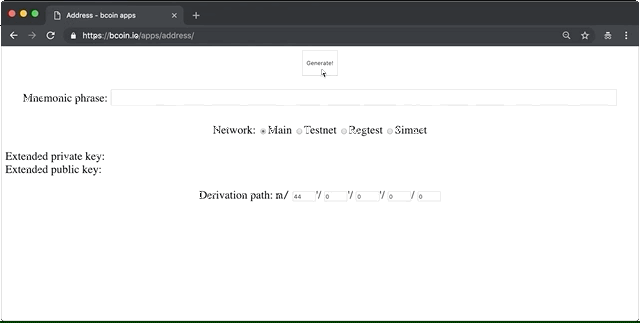 Address - bcoin apps
https://bcoin.io/apps/address/
Generate!
Mnemonic phrase:
Network: Main Testnet Regtest Simnet
Extended private key:
Extended public key:
Derivation path: m/ 44 '/ 0 '/ 0 '/ 0 / 0